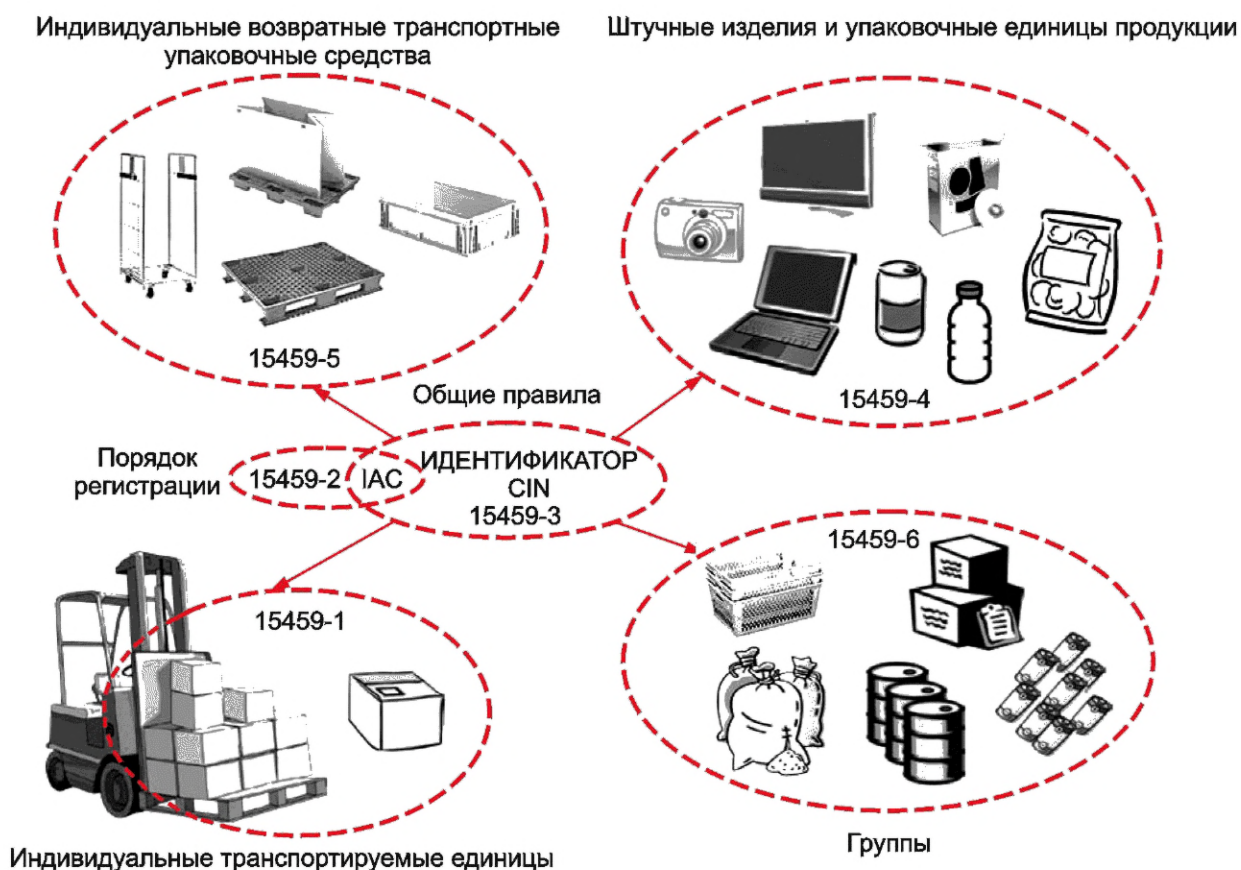 Индивидуальные возвратные транспортные
упаковочные средства
Штучные изделия и упаковочные единицы продукции
15459-5
15459-4
Общие правила
Порядок
регистрации
15459-2
IAC
ИДЕНТИФИКАТОР
CIN
15459-3
15459-6
15459-1
Группы
Индивидуальные транспортируемые единицы